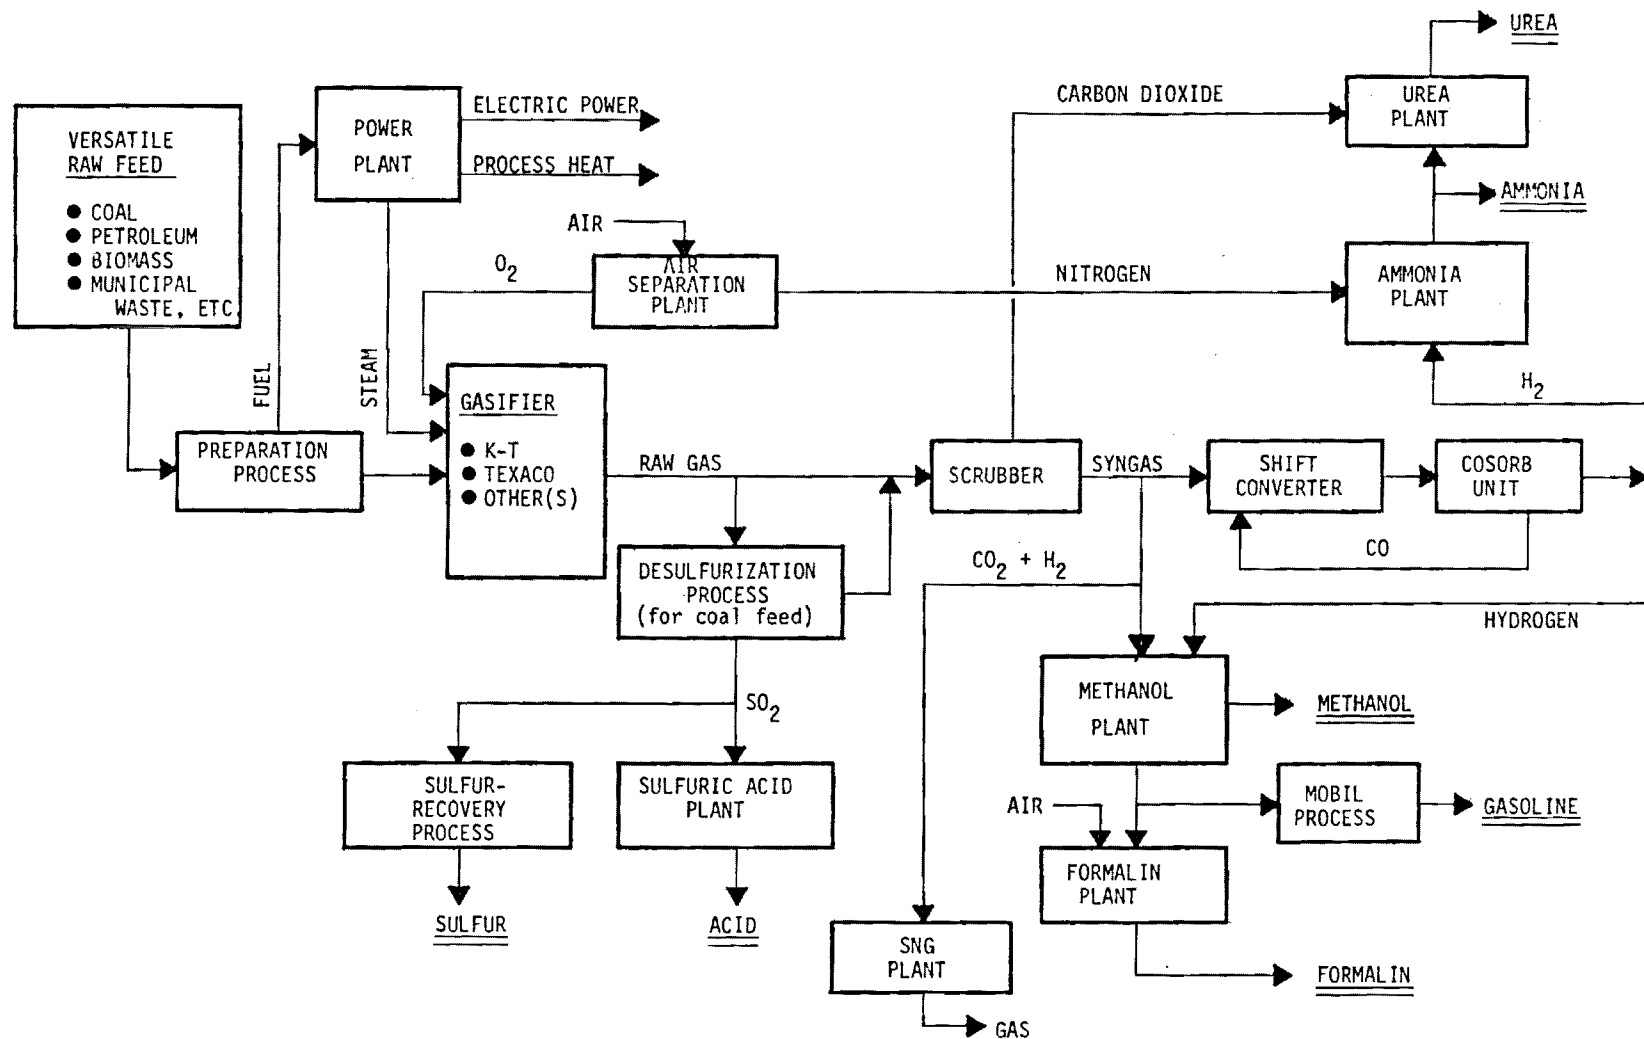 UREA
VERSATILE
RAW FEED
● COAL
● PETROLEUM
● BIOMASS
● MUNICIPAL
WASTE, ETC.
POWER
PLANT
ELECTRIC POWER
PROCESS HEAT
CARBON DIOXIDE
UREA
PLANT
AMMONIA
AIR
O2
AIR
SEPARATION
PLANT
NITROGEN
AMMONIA
PLANT
H2
FUEL
STEAM
PREPARATION
PROCESS
GASIFIER
● K-T
● TEXACO
● OTHER(S)
RAW GAS
SCRUBBER
SYNGAS
SHIFT
CONVERTER
COSORB
UNIT
CO
CO2 + H2
DESULFURIZATION
PROCESS
(for coal feed)
HYDROGEN
METHANOL
PLANT
METHANOL
SO2
SULFUR-
RECOVERY
PROCESS
SULFURIC ACID
PLANT
AIR
MOBIL
PROCESS
GASOLINE
FORMALIN
PLANT
SULFUR
ACID
SNG
PLANT
FORMALIN
GAS